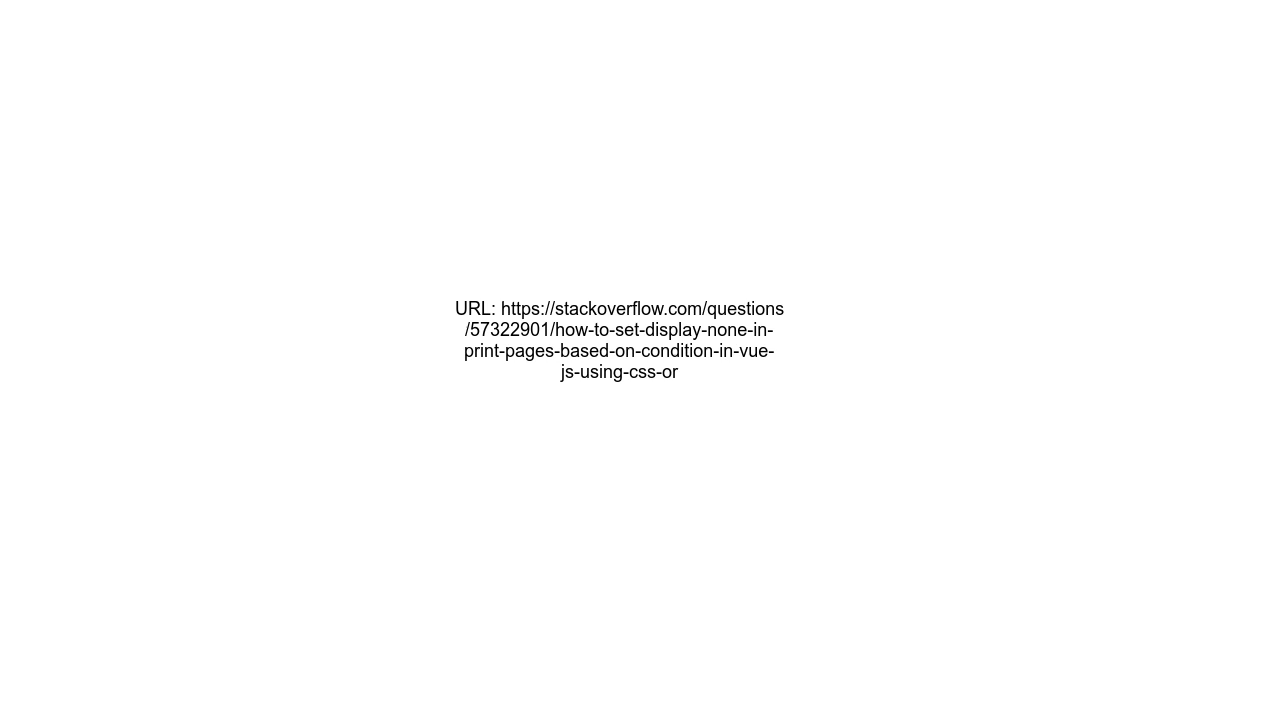 URL: https://stackoverflow.com/questions
/57322901/how-to-set-display-none-in-
print-pages-based-on-condition-in-vue-
js-using-css-or